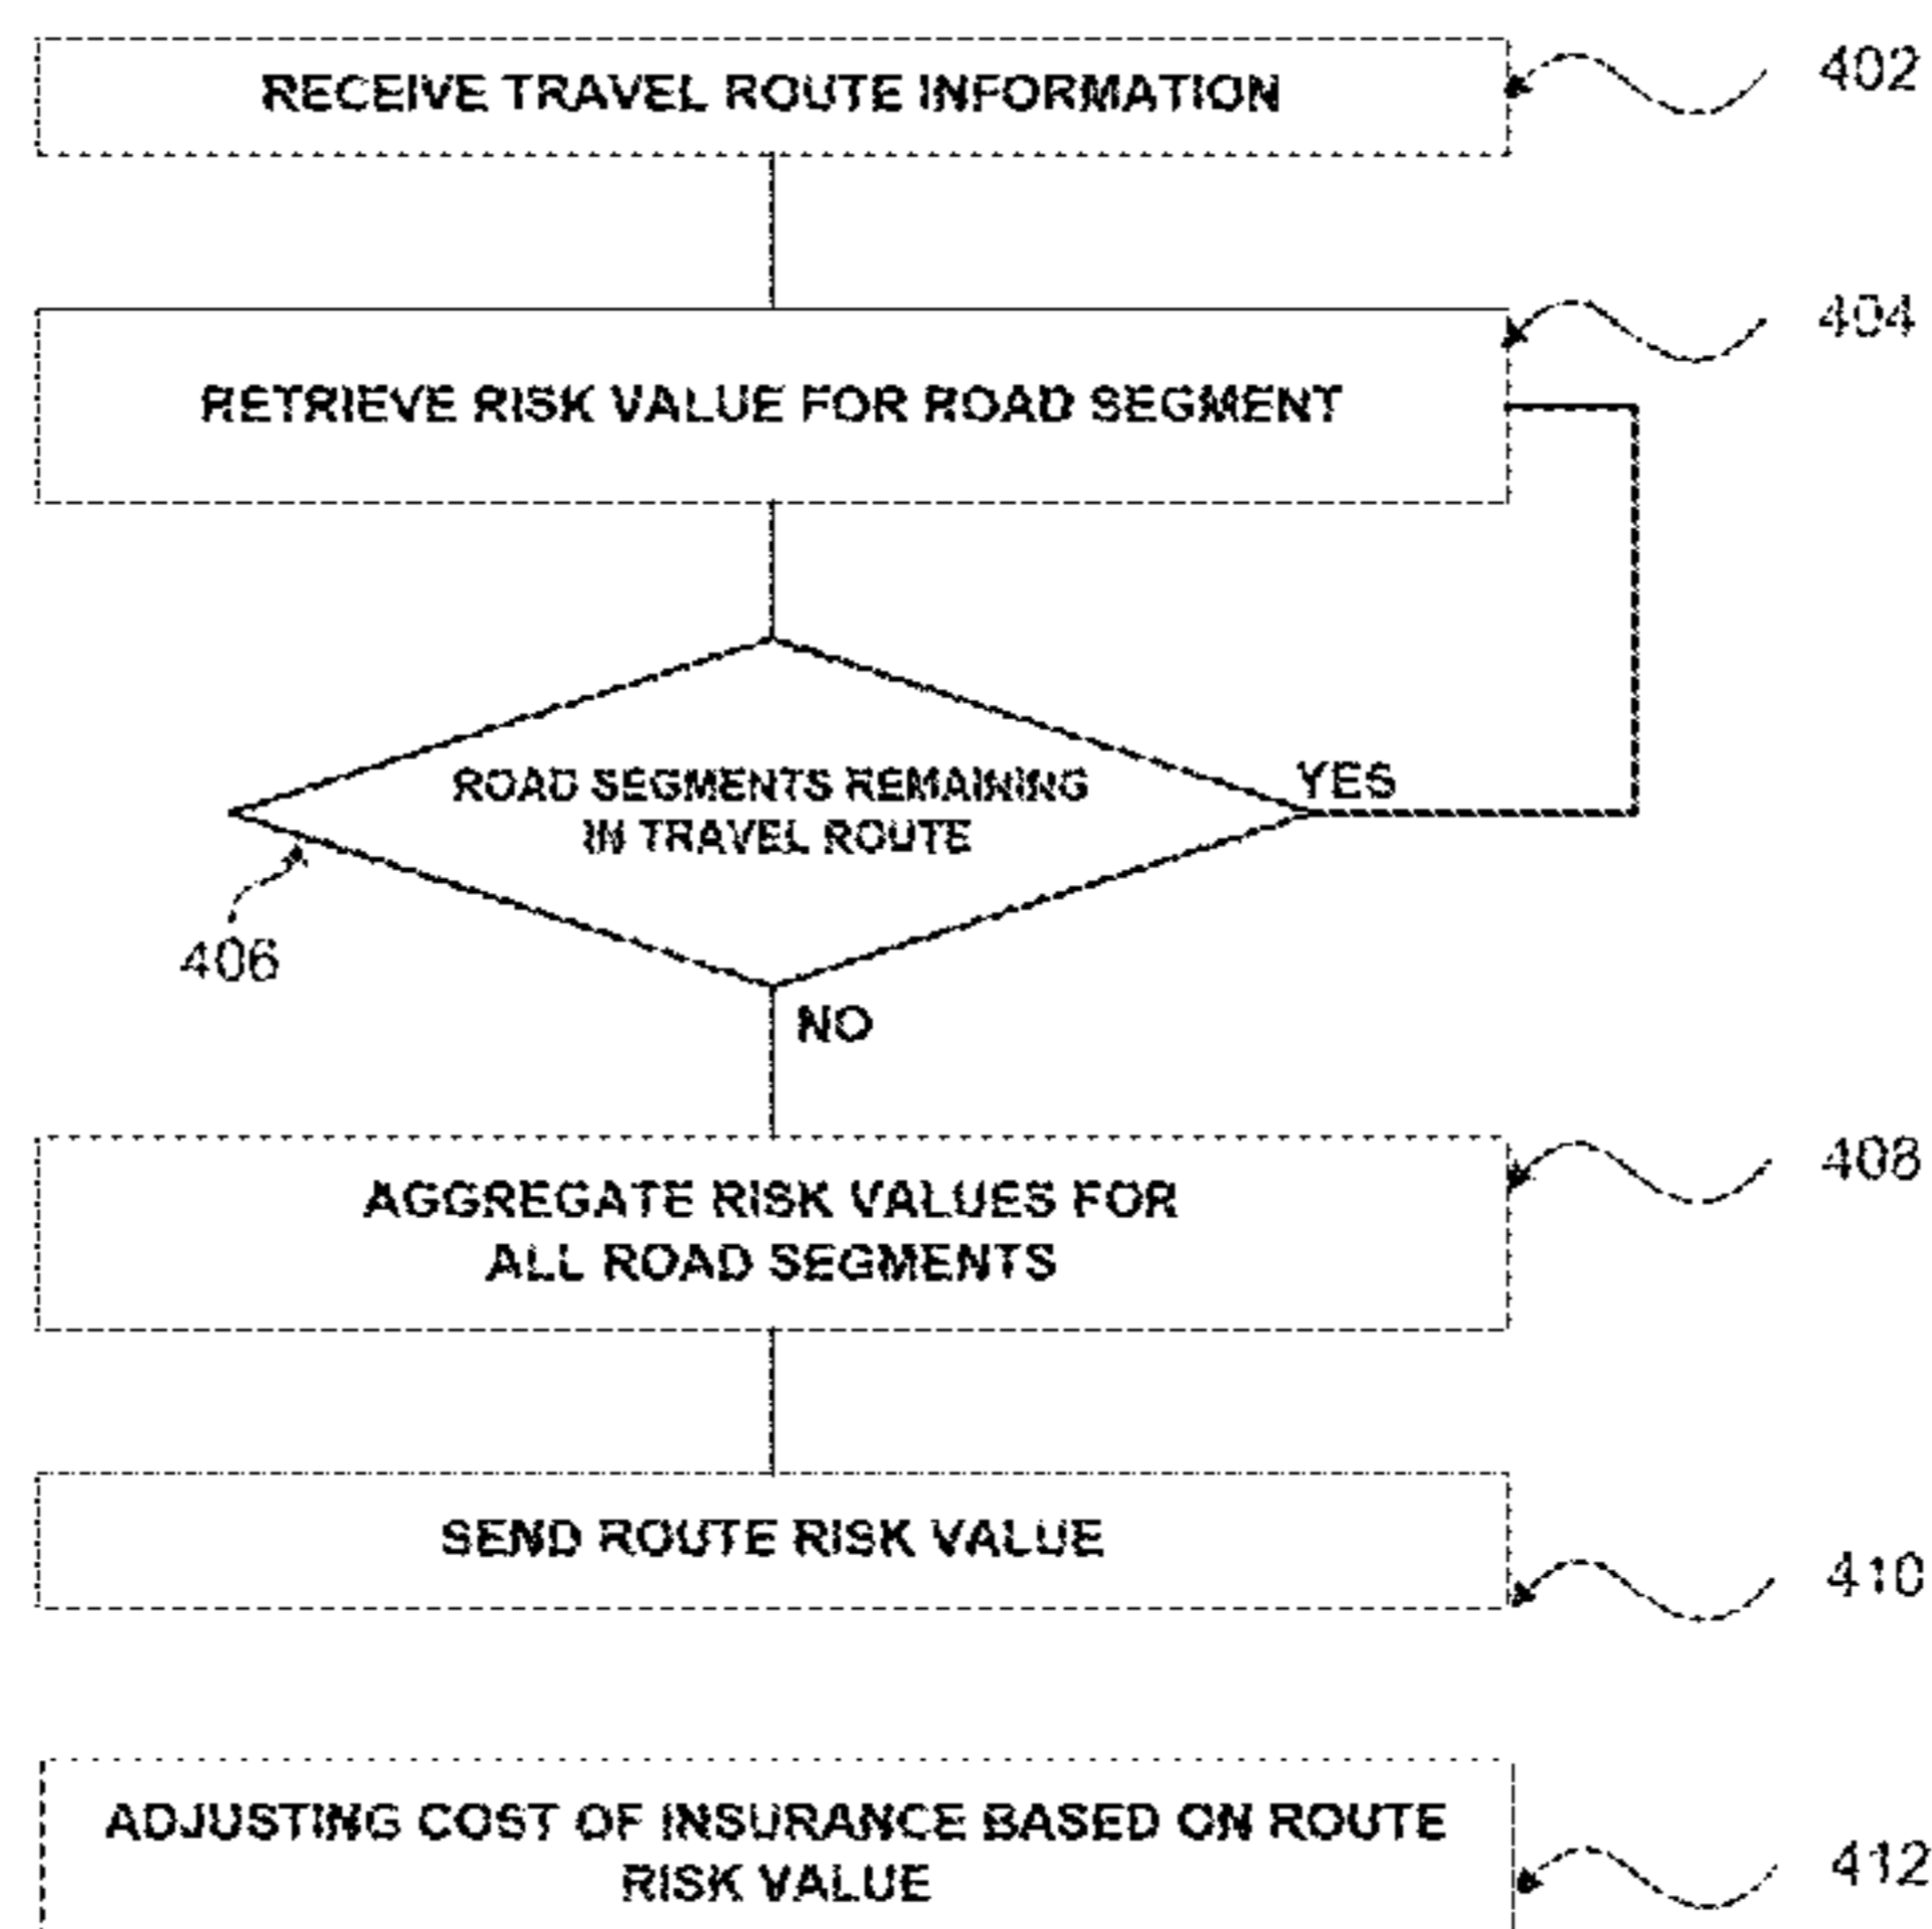 RECEIVE TRAVEL ROUTE INFORMATION
402
RETRIEVE RISK VALUE FOR ROAD SEGMENT
404
ROAD SEGMENTS REMAINING
IN TRAVEL ROUTE
YES
406
NO
AGGREGATE RISK VALUES FOR
ALL ROAD SEGMENTS
408
SEND ROUTE RISK VALUE
410
ADJUSTING COST OF INSURANCE BASED ON ROUTE
RISK VALUE
412